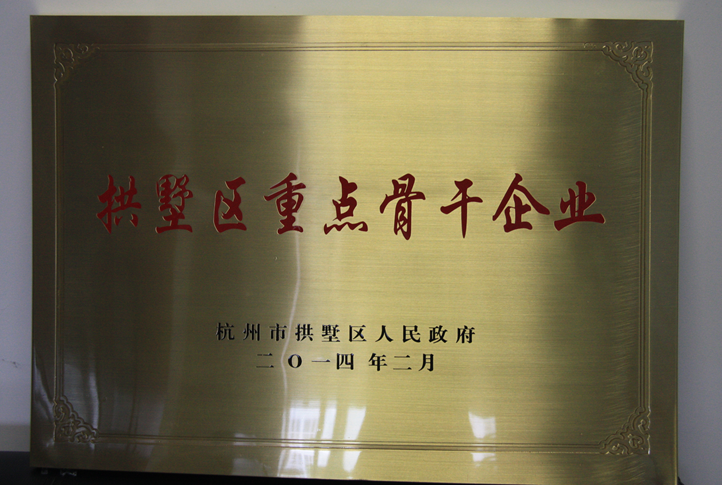 拱墅区重点骨干企业
杭州市拱墅区人民政府
二O一四年二月